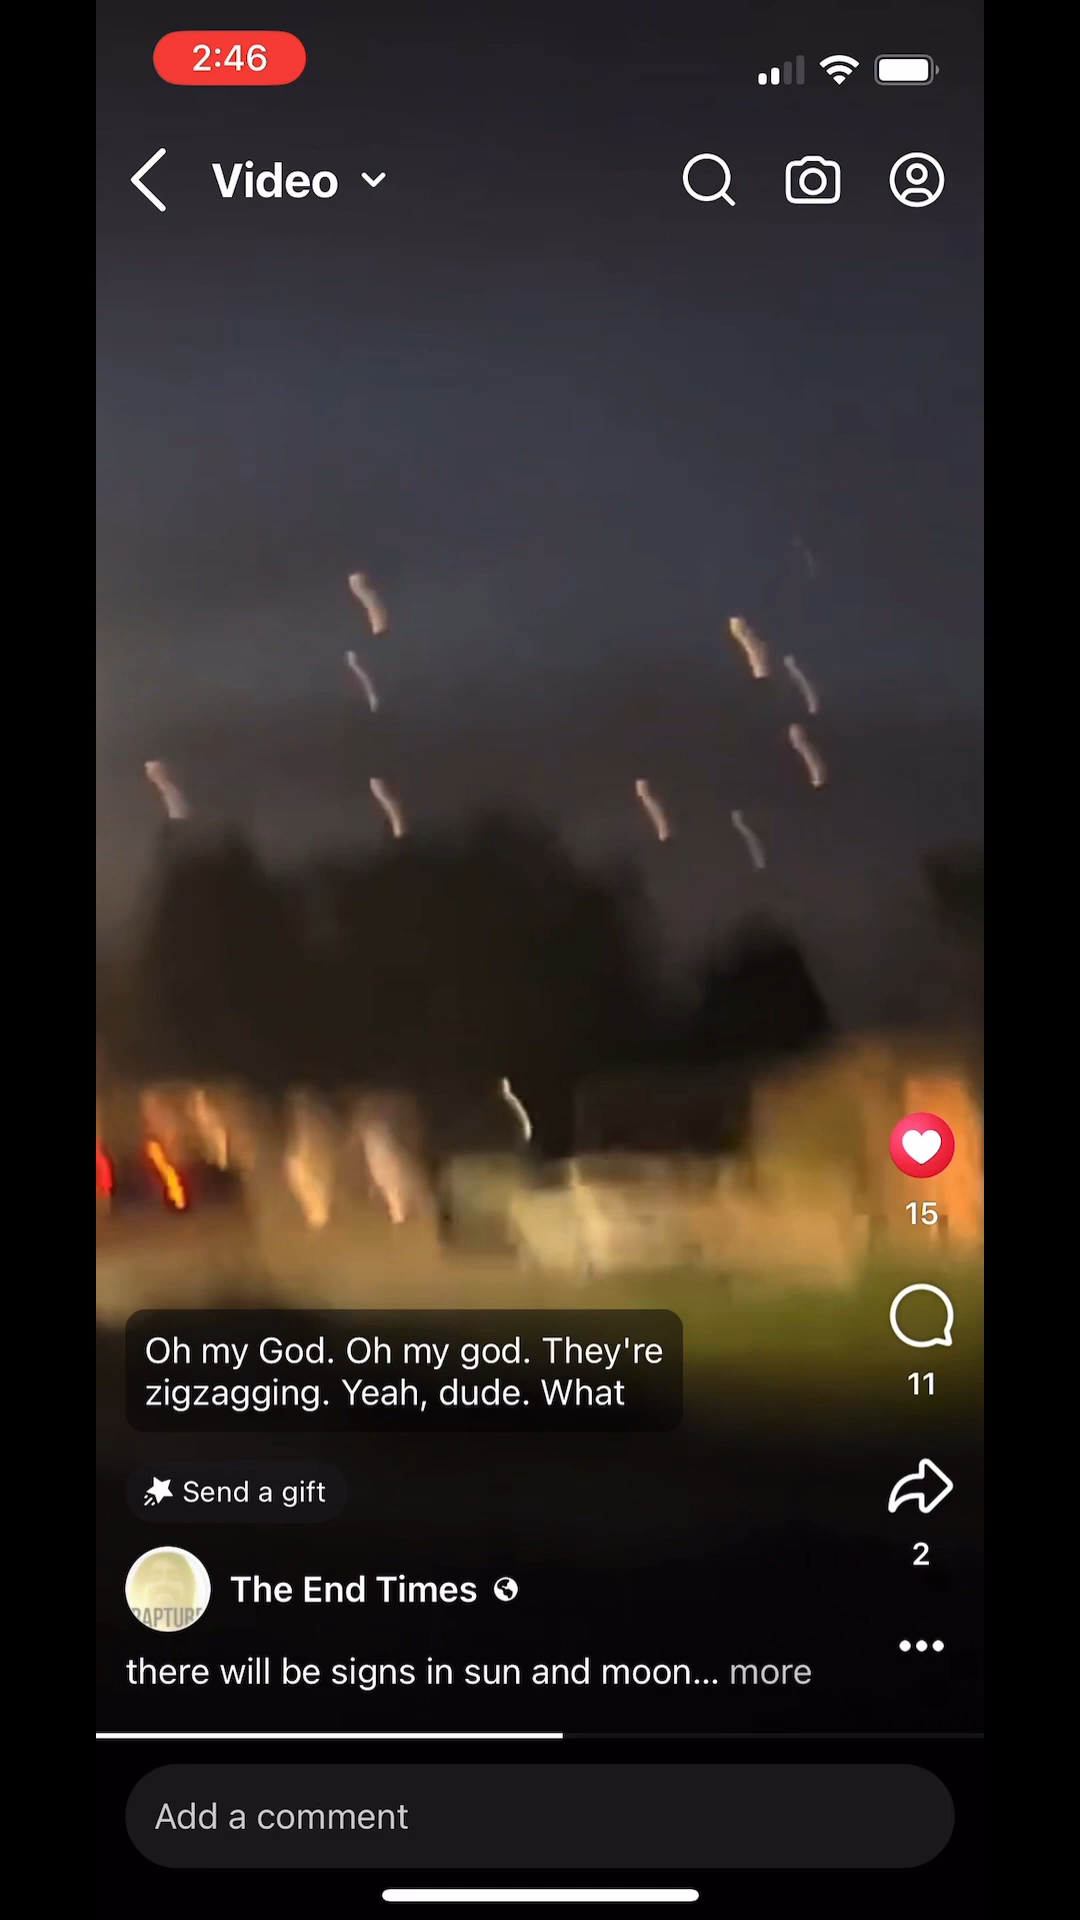 2:46
Video
Oh my God. Oh my god. They're
zigzagging. Yeah, dude. What
15
11
2
Send a gift
RAPTURE
The End Times
there will be signs in sun and moon... more
Add a comment